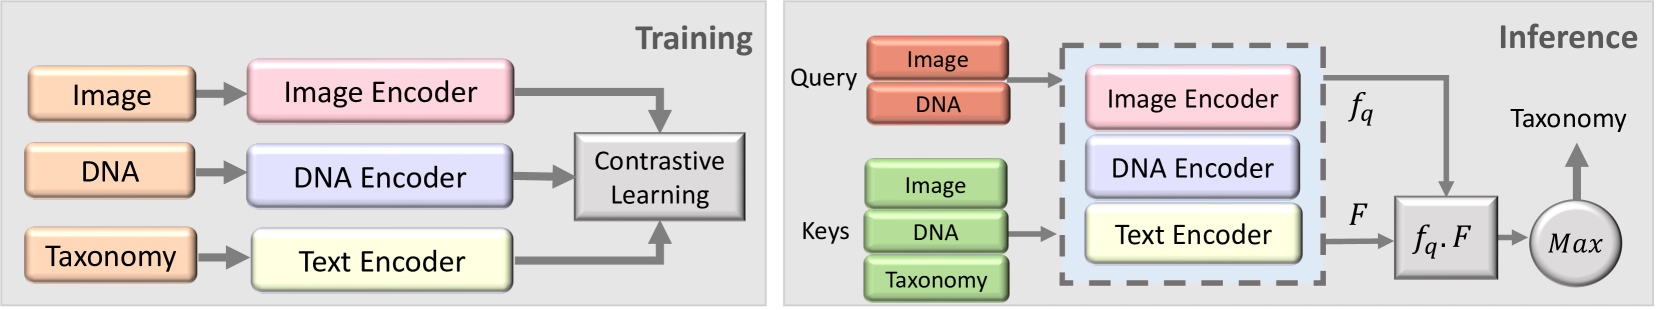 Training
Image
Image Encoder
DNA
DNA Encoder
Contrastive
Learning
Taxonomy
Text Encoder
Inference
Query
Image
DNA
Keys
Image
DNA
Taxonomy
Image Encoder
DNA Encoder
Text Encoder
f_q
F
f_q . F
Max
Taxonomy